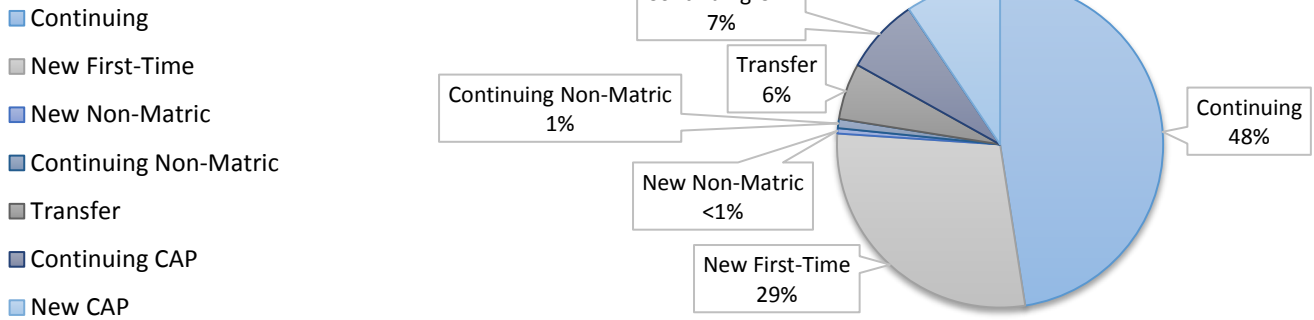 Continuing
New First-Time
New Non-Matric
Continuing Non-Matric
Transfer
Continuing CAP
New CAP
7%
Transfer
6%
Continuing Non-Matric
1%
New Non-Matric
<1%
New First-Time
29%
Continuing
48%